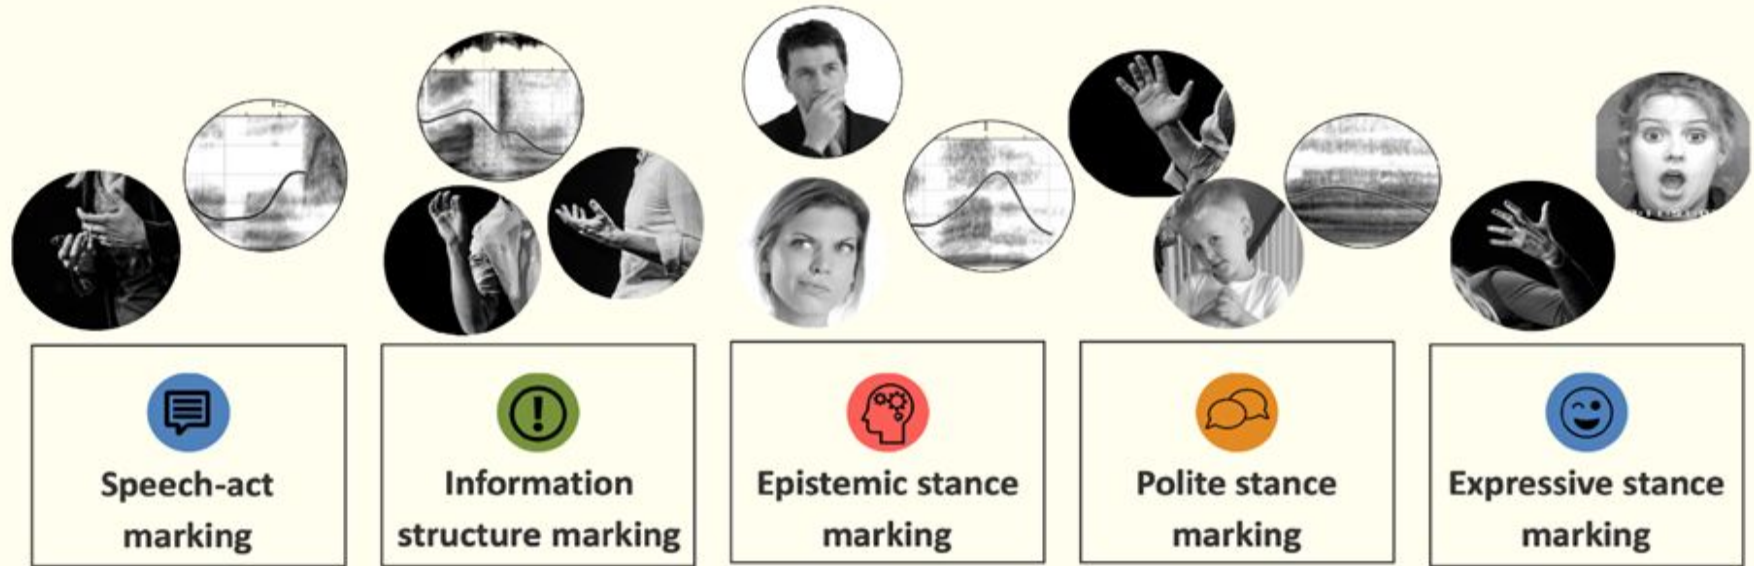 Speech-act
marking
Information
structure marking
Epistemic stance
marking
Polite stance
marking
Expressive stance
marking